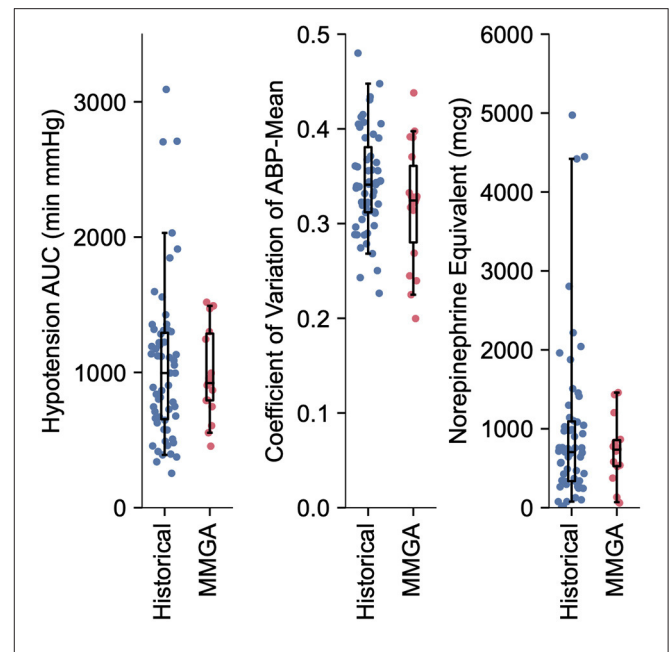 Hypotension AUC (min mmHg)
3000
2000
1000
0
Historical
MMGA
Coefficient of Variation of ABP-Mean
0.5
0.4
0.3
0.2
0.1
0.0
Historical
MMGA
Norepinephrine Equivalent (mcg)
6000
5000
4000
3000
2000
1000
0
Historical
MMGA